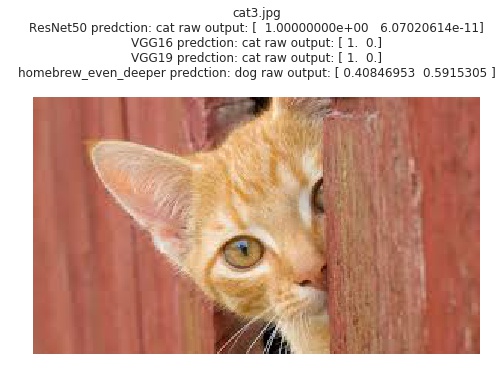 cat3.jpg
ResNet50 predction: cat raw output: [  1.00000000e+00   6.07020614e-11]
VGG16 predction: cat raw output: [ 1.  0.]
VGG19 predction: cat raw output: [ 1.  0.]
homebrew_even_deeper predction: dog raw output: [ 0.40846953  0.5915305 ]